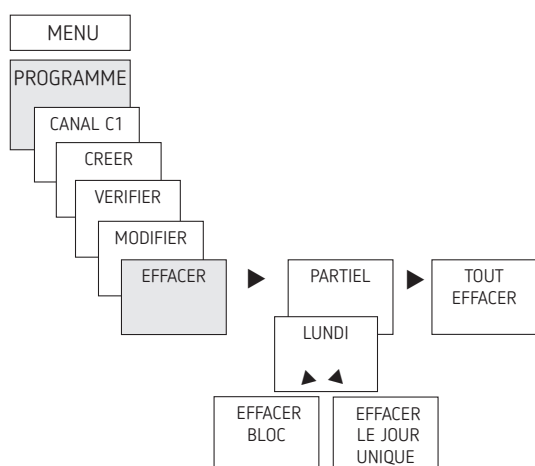 MENU
PROGRAMME
CANAL C1
CREER
VERIFIER
MODIFIER
EFFACER
PARTIEL
TOUT
EFFACER
LUNDI
EFFACER
BLOC
EFFACER
LE JOUR
UNIQUE